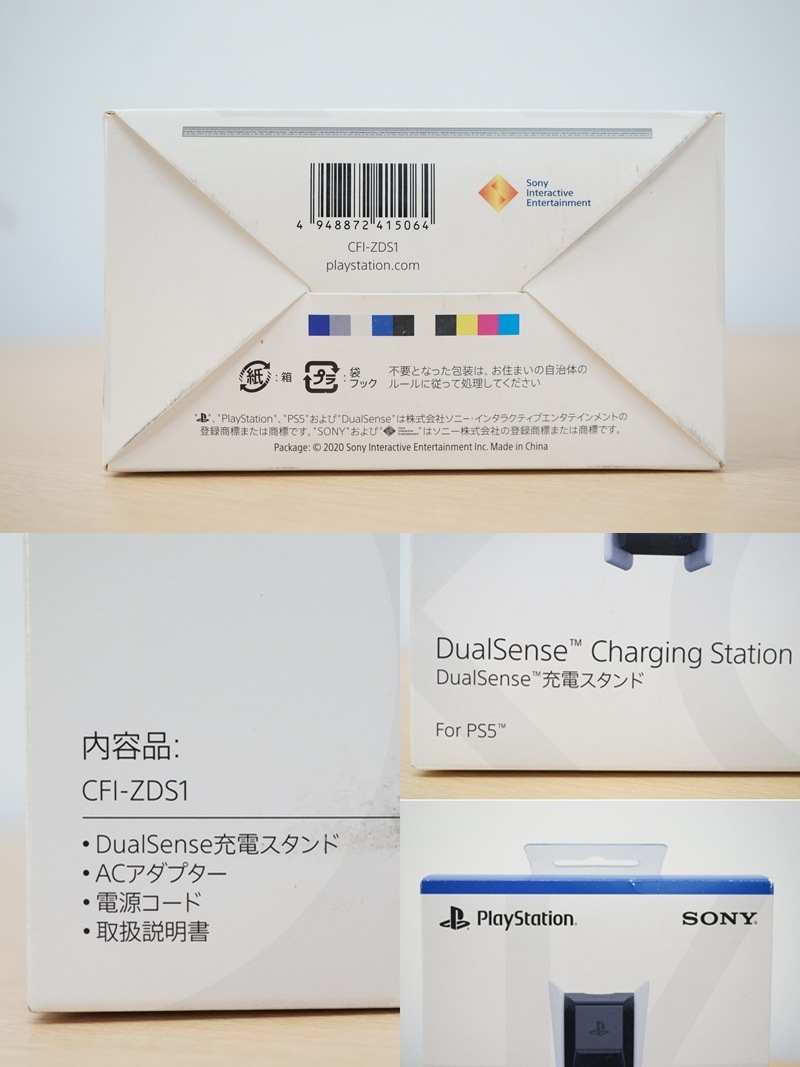 4 948872 415064
CFI-ZDS1
playstation.com
Sony
Interactive
Entertainment
紙 : 箱
プラ : 袋
フック
不要となった包装は、お住まいの自治体の
ルールに従って処理してください
" "、"PlayStation"、"PS5"および"DualSense"は株式会社ソニー・インタラクティブエンタテインメントの
登録商標または商標です。"SONY"および" "はソニー株式会社の登録商標または商標です。
Package: © 2020 Sony Interactive Entertainment Inc. Made in China
内容品:
CFI-ZDS1
• DualSense充電スタンド
• ACアダプター
• 電源コード
• 取扱説明書
DualSense™ Charging Station
DualSense™充電スタンド
For PS5™
PlayStation®
SONY®